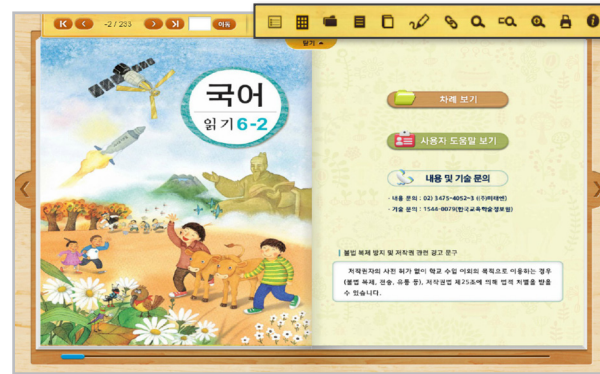 -2 / 255
이동
닫기
국어
읽기 6-2
차례 보기
사용자 도움말 보기
내용 및 기술 문의
· 내용 문의 : 02) 3475-4052~3 ((주)미래엔)
· 기술 문의 : 1544-0079(한국교육학술정보원)
불법 복제 방지 및 저작권 관련 경고 문구
저작권자의 사전 허가 없이 학교 수업 이외의 목적으로 이용하는 경우
(불법 복제, 전송, 유통 등), 저작권법 제25조에 의해 법적 처벌을 받을
수 있습니다.